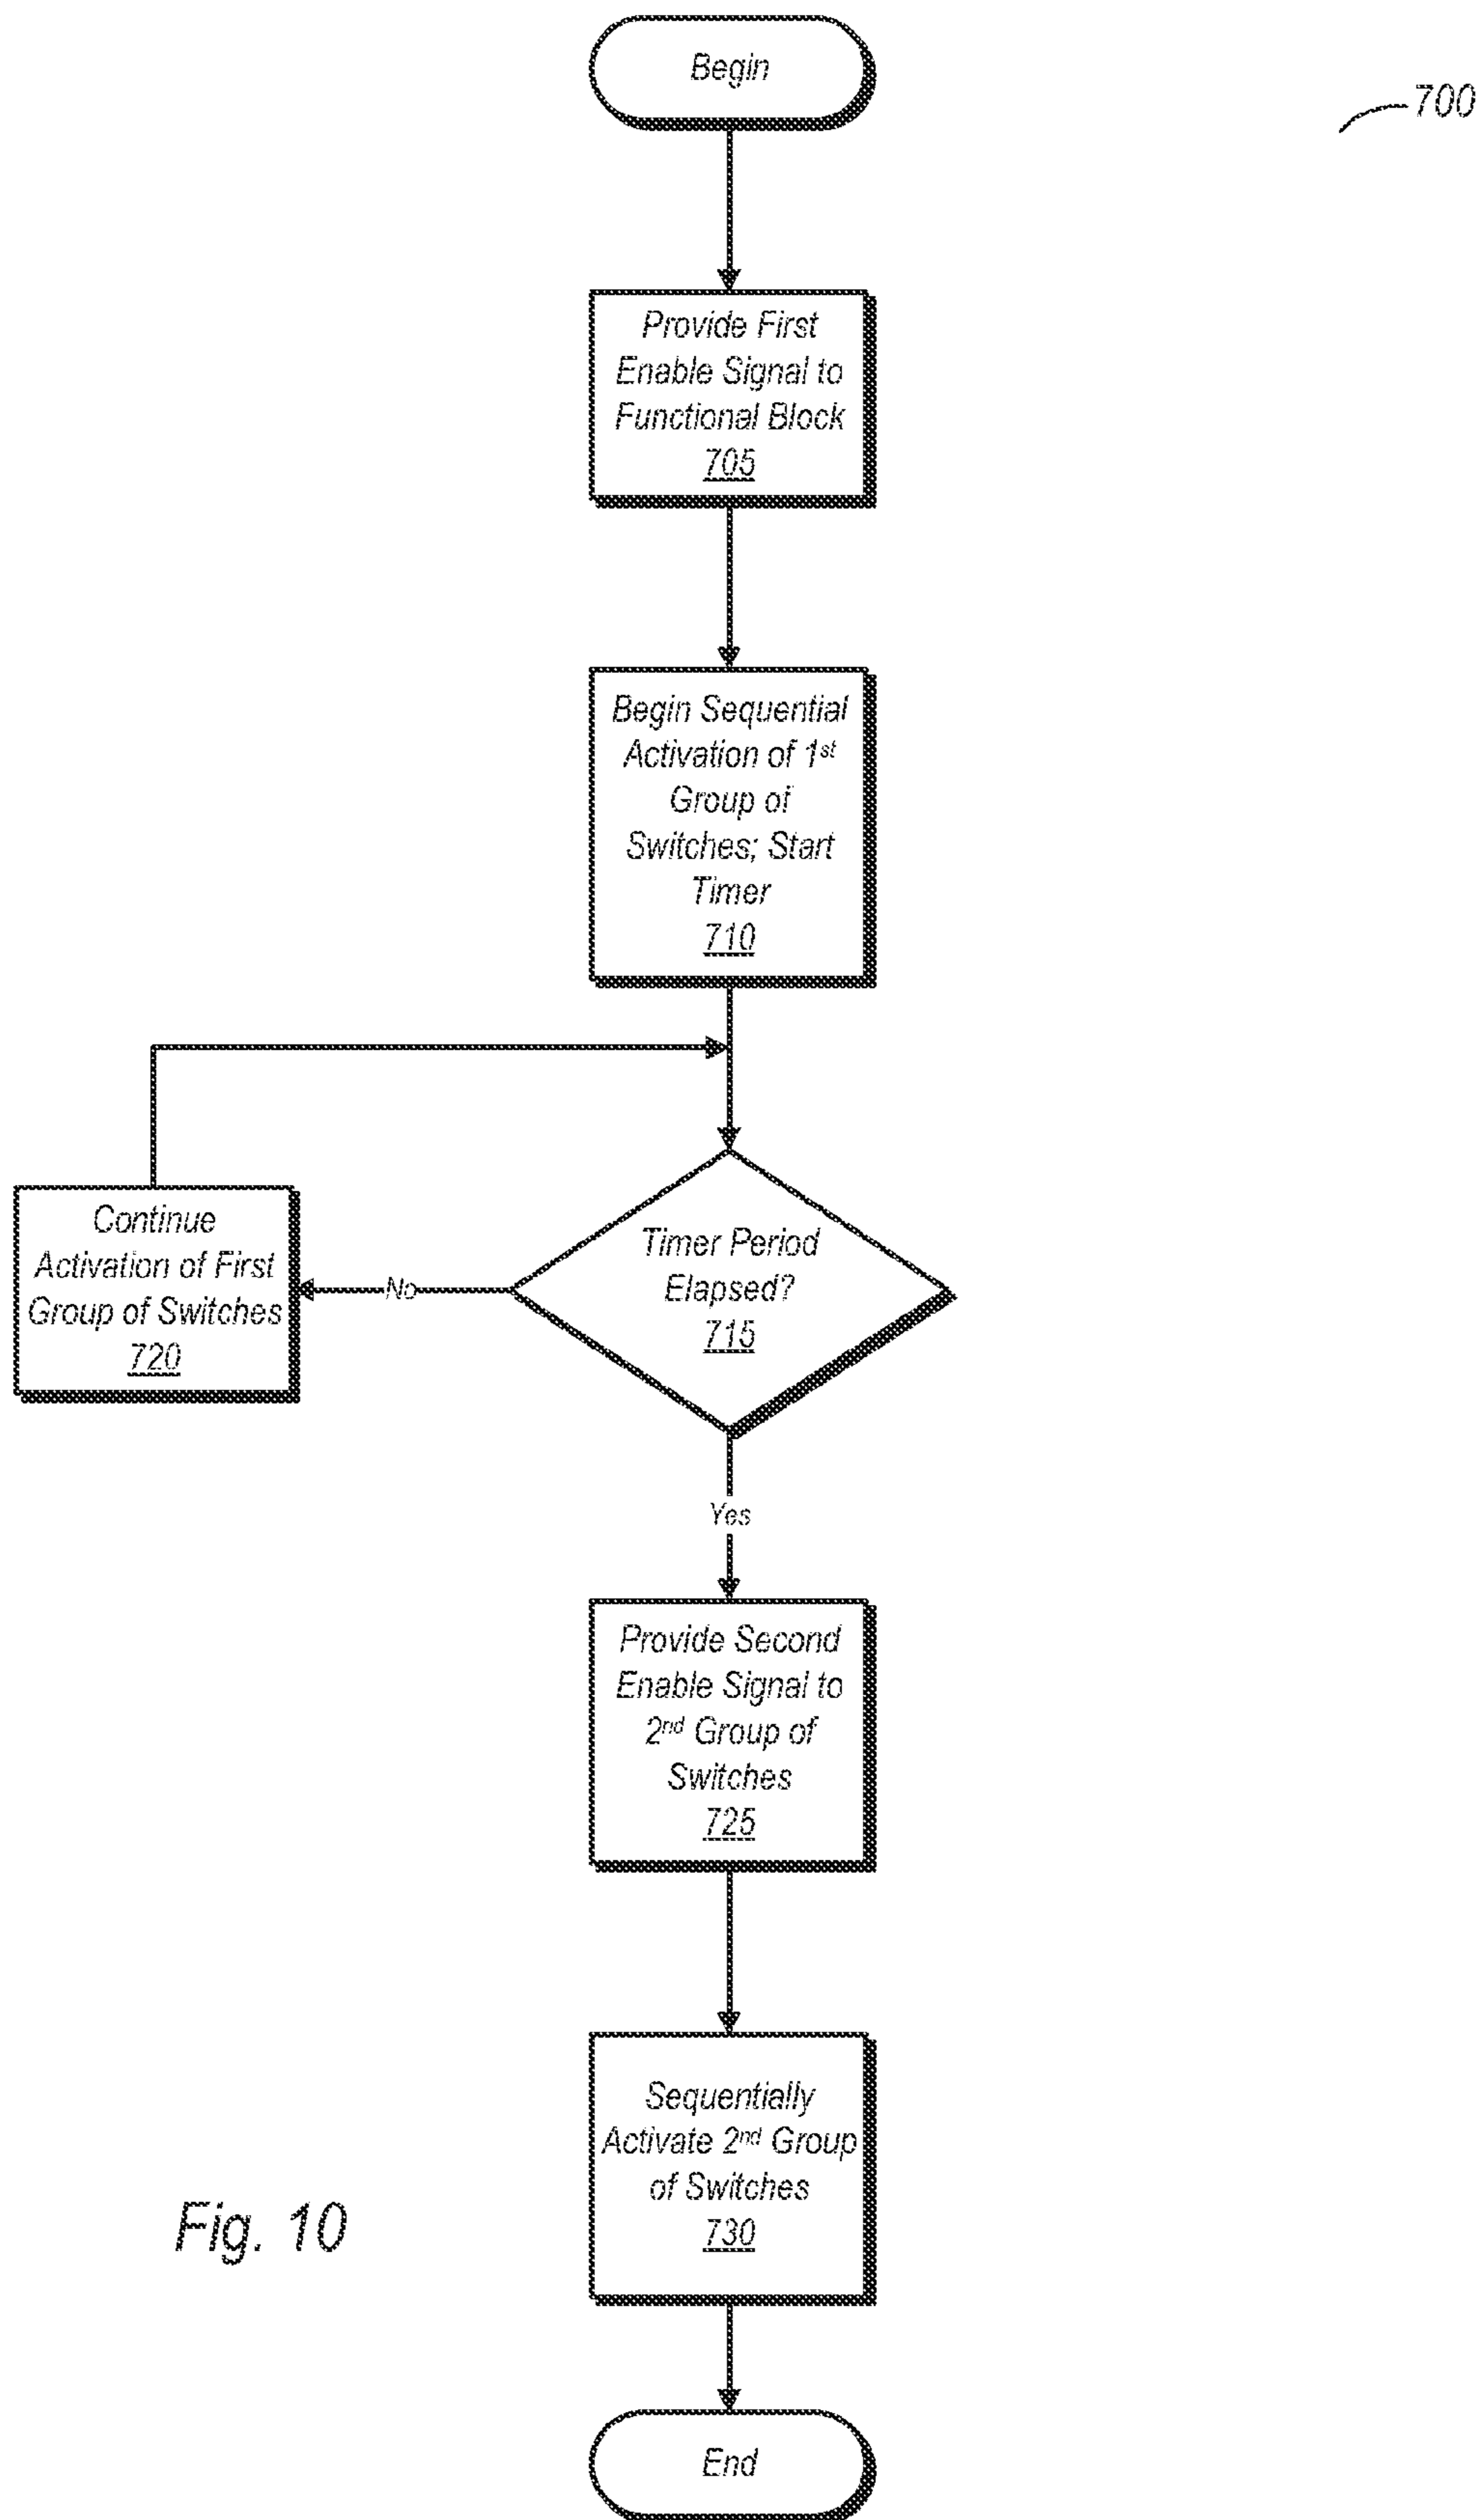 Begin
700
Provide First
Enable Signal to
Functional Block
705
Begin Sequential
Activation of 1st
Group of
Switches; Start
Timer
710
Continue
Activation of First
Group of Switches
720
No
Timer Period
Elapsed?
715
Yes
Provide Second
Enable Signal to
2nd Group of
Switches
725
Sequentially
Activate 2nd Group
of Switches
730
Fig. 10
End